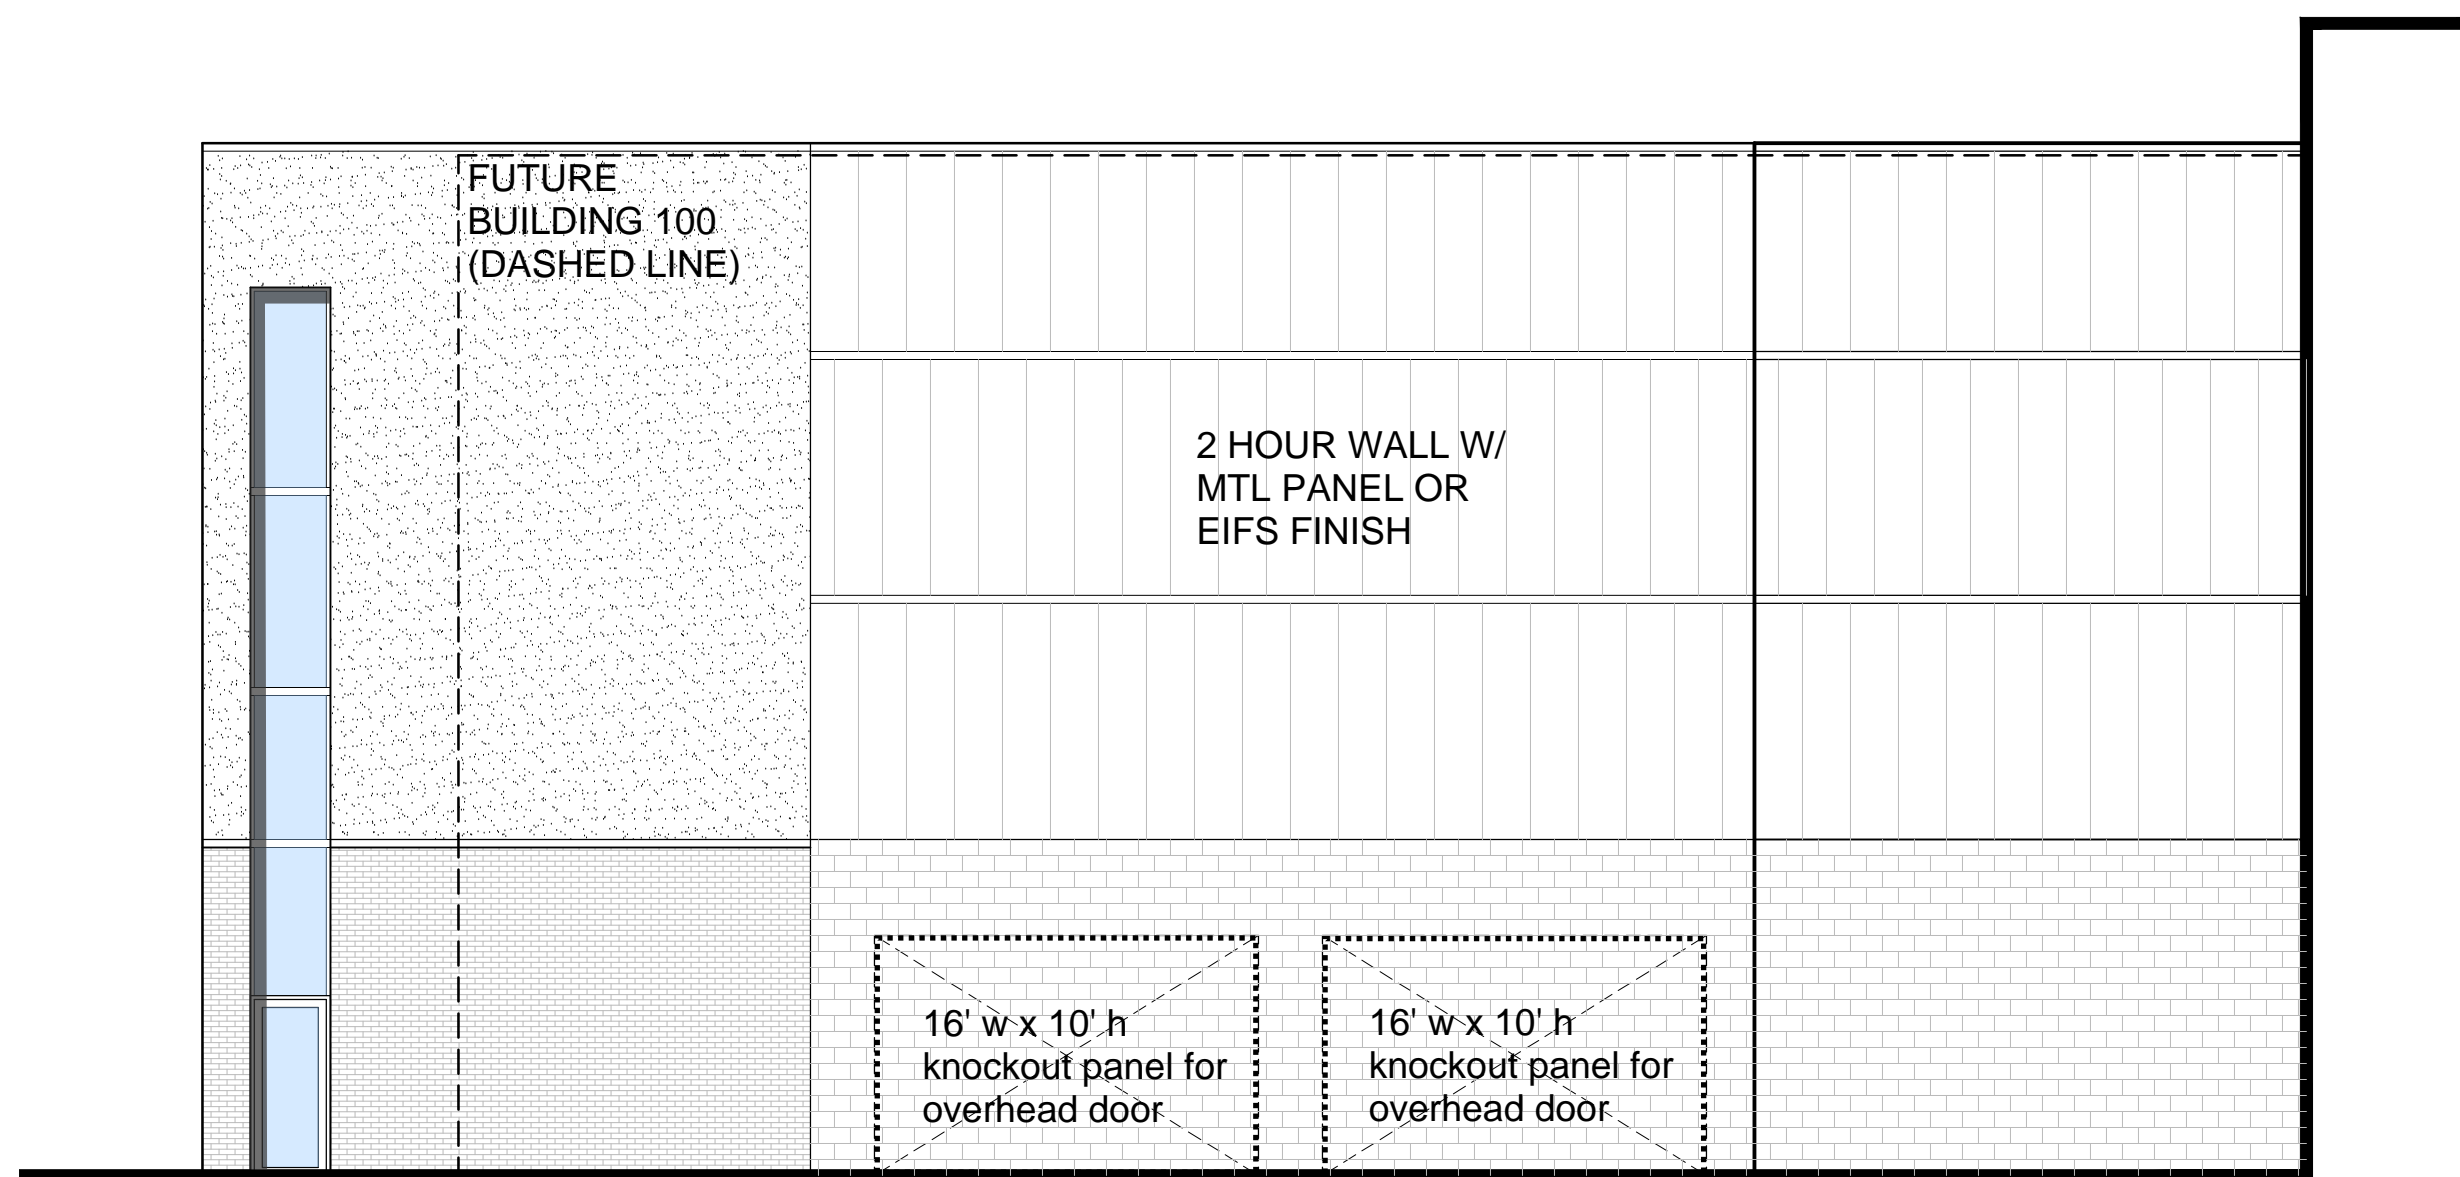 FUTURE
BUILDING 100
(DASHED LINE)
2 HOUR WALL W/
MTL PANEL OR
EIFS FINISH
16' w x 10' h
knockout panel for
overhead door
16' w x 10' h
knockout panel for
overhead door